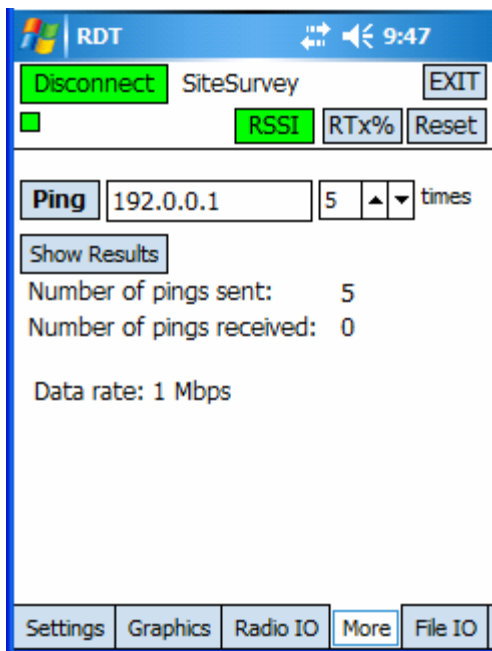 RDT 9:47
Disconnect SiteSurvey EXIT
RSSI RTx% Reset
Ping 192.0.0.1 5 times
Show Results
Number of pings sent: 5
Number of pings received: 0
Data rate: 1 Mbps
Settings Graphics Radio IO More File IO